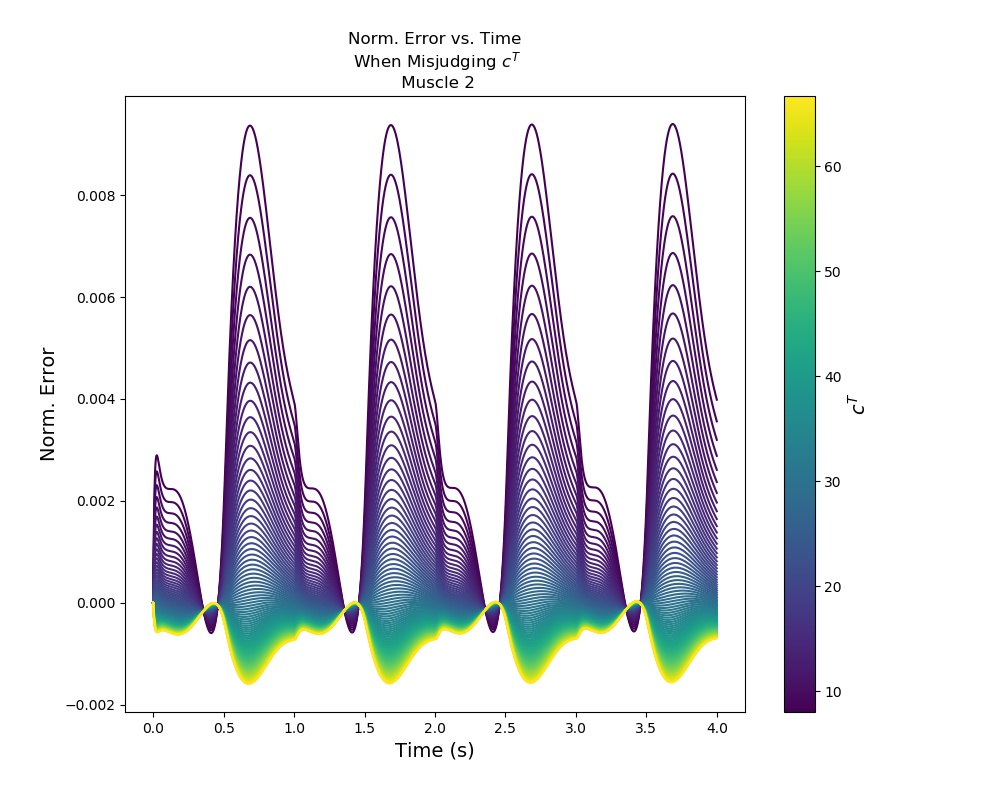 Norm. Error vs. Time
When Misjudging c^T
Muscle 2
Norm. Error
0.008
0.006
0.004
0.002
0.000
−0.002
0.0 0.5 1.0 1.5 2.0 2.5 3.0 3.5 4.0
Time (s)
60
50
40
30
20
10
c^T